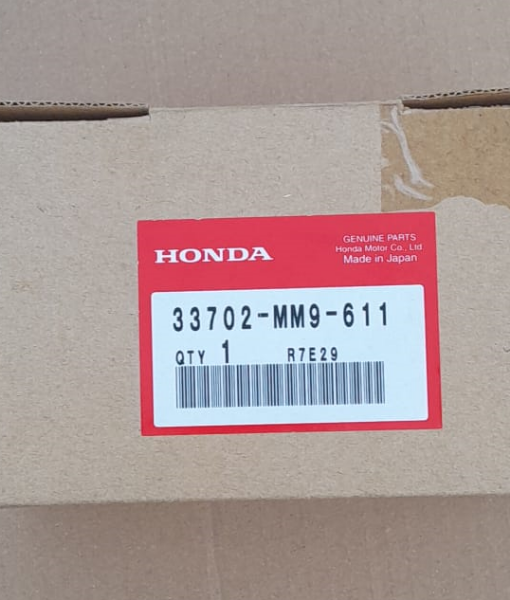 HONDA
GENUINE PARTS
Honda Motor Co., Ltd
Made in Japan
33702-MM9-611
QTY 1 R7E29